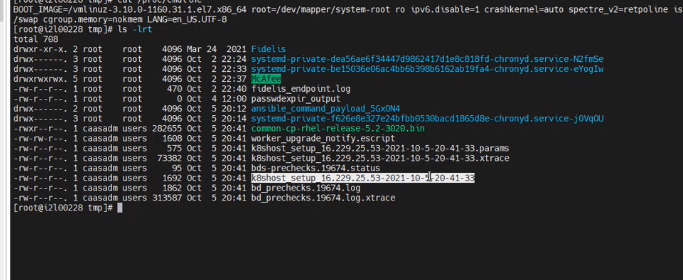 BOOT_IMAGE=/vmlinuz-3.10.0-1160.31.1.el7.x86_64 root=/dev/mapper/system-root ro ipv6.disable=1 crashkernel=auto spectre_v2=retpoline
/swap cgroup.memory=nokmem LANG=en_US.UTF-8
[root@i2l00228 tmp]# ls -lrt
total 708
drwxr-xr-x. 2 root root 4096 Mar 24 2021 Fidelis
drwx------. 3 root root 4096 Oct 2 22:24 systemd-private-dea56ae6f34447d9862417d1e8c818fd-chronyd.service-N2fmSe
drwx------. 3 root root 4096 Oct 2 22:33 systemd-private-be15036e06ac4bb6b398b6162ab19fa4-chronyd.service-eYogIw
drwxrwxrwx. 5 root root 4096 Oct 2 22:37 McAfee
-rw-r--r--. 1 root root 470 Oct 2 22:40 fidelis_endpoint.log
-rw-r--r--. 1 root root 0 Oct 4 12:00 passwdexpir_output
drwx------. 2 root root 4096 Oct 5 20:12 ansible_command_payload_5GxON4
drwx------. 3 root root 4096 Oct 5 20:14 systemd-private-f626e8e327e24bfbb0530bacd1865d8e-chronyd.service-j0VqOU
-rwxr--r--. 1 caasadm users 282655 Oct 5 20:41 common-cp-rhel-release-5.2-3020.bin
-rw-rw-r--. 1 caasadm users 1608 Oct 5 20:41 worker_upgrade_notify.escript
-rw-r--r--. 1 caasadm users 575 Oct 5 20:41 k8shost_setup_16.229.25.53-2021-10-5-20-41-33.params
-rw-r--r--. 1 caasadm users 73382 Oct 5 20:41 k8shost_setup_16.229.25.53-2021-10-5-20-41-33.xtrace
-rw-r--r--. 1 caasadm users 95 Oct 5 20:41 bds-prechecks.19674.status
-rw-r--r--. 1 caasadm users 1692 Oct 5 20:41 k8shost_setup_16.229.25.53-2021-10-5-20-41-33
-rw-r--r--. 1 caasadm users 1862 Oct 5 20:41 bd_prechecks.19674.log
-rw-r--r--. 1 caasadm users 313587 Oct 5 20:41 bd_prechecks.19674.log.xtrace
[root@i2l00228 tmp]#